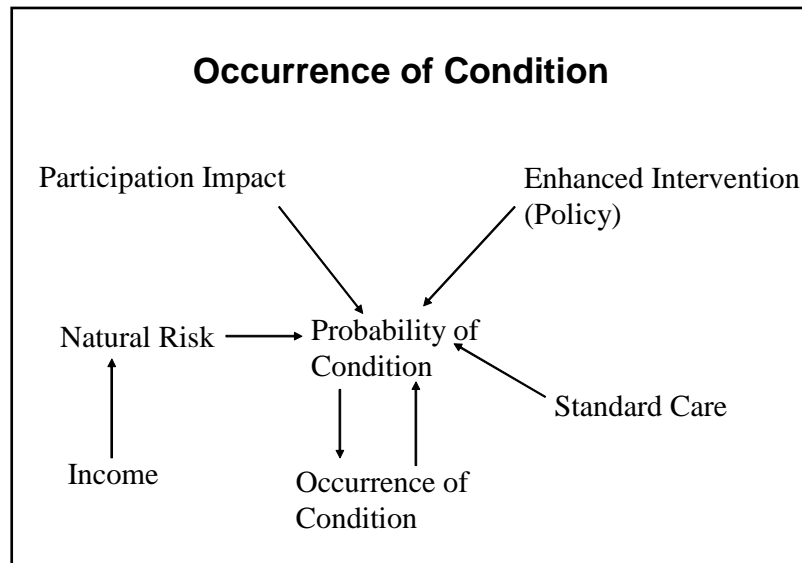 Occurrence of Condition
Participation Impact
Enhanced Intervention
(Policy)
Natural Risk
Probability of
Condition
Standard Care
Income
Occurrence of
Condition